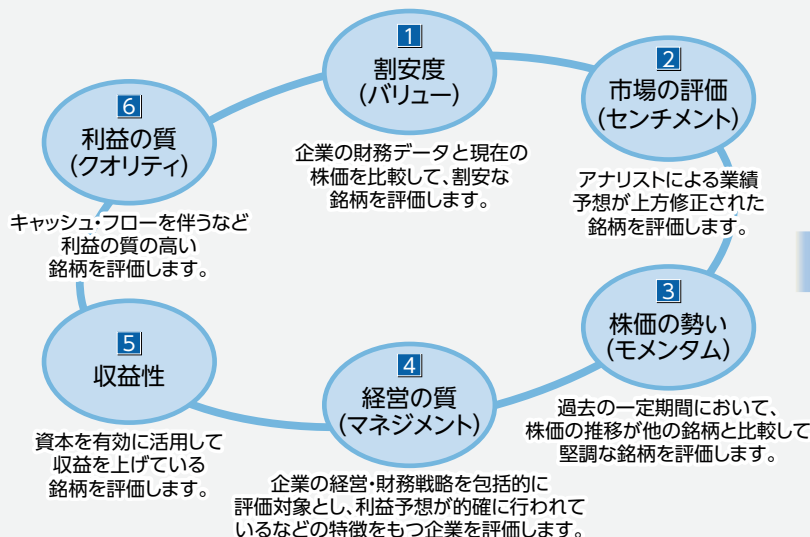 1
割安度
(バリュー)
企業の財務データと現在の
株価を比較して、割安な
銘柄を評価します。
2
市場の評価
(センチメント)
アナリストによる業績
予想が上方修正された
銘柄を評価します。
3
株価の勢い
(モメンタム)
過去の一定期間において、
株価の推移が他の銘柄と比較して
堅調な銘柄を評価します。
4
経営の質
(マネジメント)
企業の経営・財務戦略を包括的に
評価対象とし、利益予想が的確に行われて
いるなどの特徴をもつ企業を評価します。
5
収益性
資本を有効に活用して
収益を上げている
銘柄を評価します。
6
利益の質
(クオリティ)
キャッシュ・フローを伴うなど
利益の質の高い
銘柄を評価します。